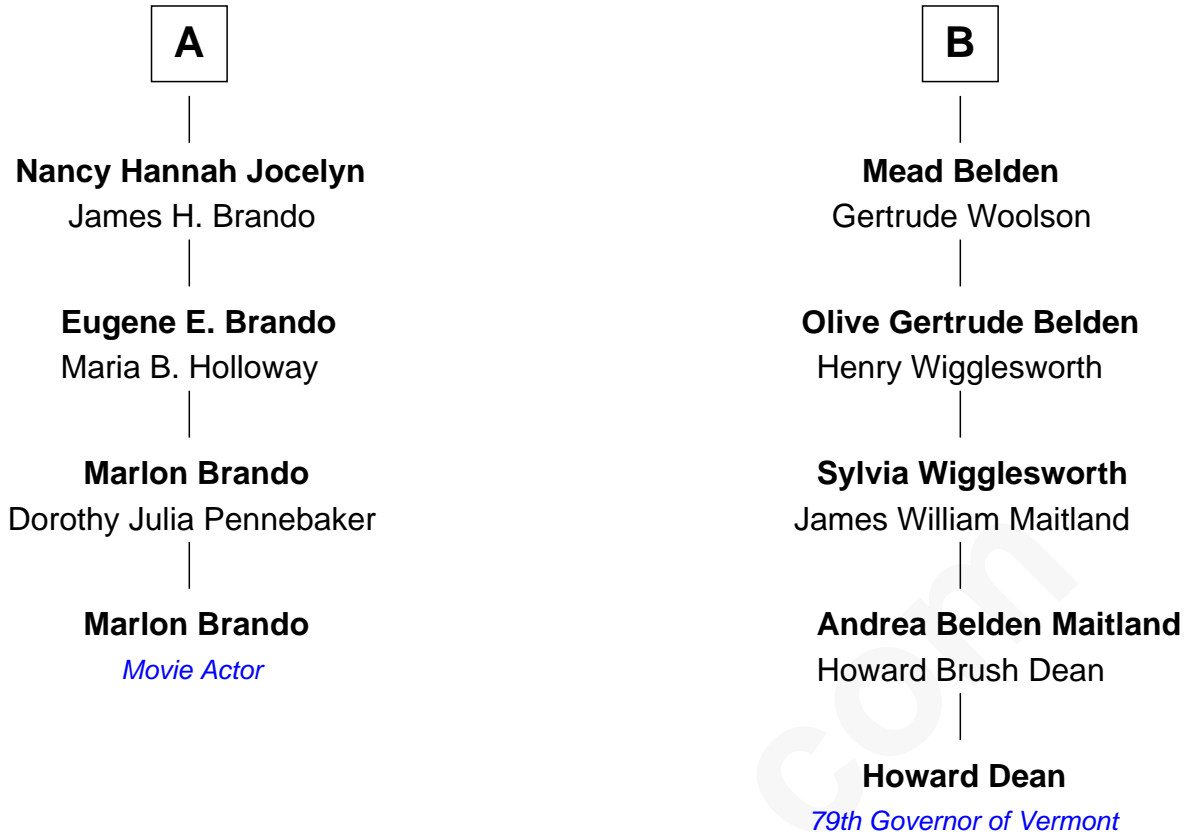 A
Nancy Hannah Jocelyn
James H. Brando
Eugene E. Brando
Maria B. Holloway
Marlon Brando
Dorothy Julia Pennebaker
Marlon Brando
Movie Actor
B
Mead Belden
Gertrude Woolson
Olive Gertrude Belden
Henry Wigglesworth
Sylvia Wigglesworth
James William Maitland
Andrea Belden Maitland
Howard Brush Dean
Howard Dean
79th Governor of Vermont
com